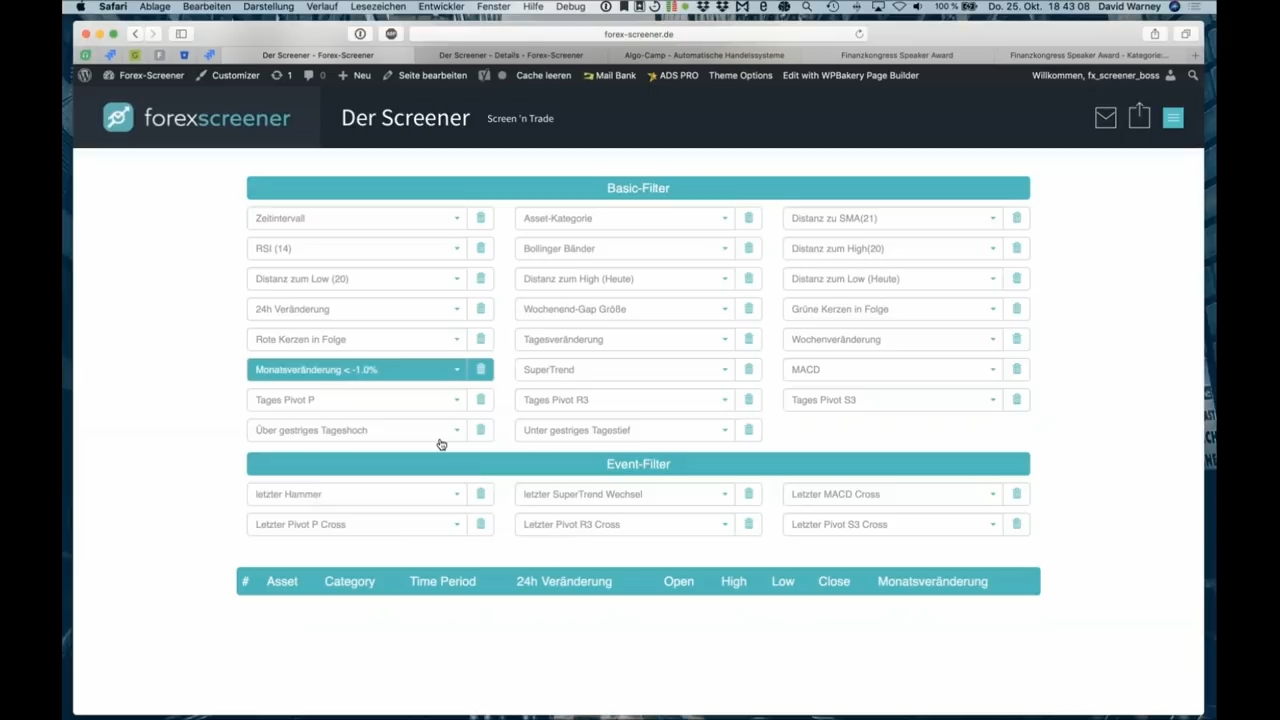 Safari Ablage Bearbeiten Darstellung Verlauf Lesezeichen Entwickler Fenster Hilfe Debug 100 % Do. 25. Okt. 18 43 08 David Warney
forex-screener.de
Der Screener - Forex-Screener Der Screener - Details - Forex-Screener Algo-Camp - Automatische Handelssysteme Finanzkongress Speaker Award Finanzkongress Speaker Award - Kategorie:...
Forex-Screener Customizer 1 0 Neu Seite bearbeiten Cache leeren Mail Bank ADS PRO Theme Options Edit with WPBakery Page Builder Willkommen, fx_screener_boss
forexscreener Der Screener Screen 'n Trade
Basic-Filter
Zeitintervall Asset-Kategorie Distanz zu SMA(21)
RSI (14) Bollinger Bänder Distanz zum High(20)
Distanz zum Low (20) Distanz zum High (Heute) Distanz zum Low (Heute)
24h Veränderung Wochenend-Gap Größe Grüne Kerzen in Folge
Rote Kerzen in Folge Tagesveränderung Wochenveränderung
Monatsveränderung < -1.0% SuperTrend MACD
Tages Pivot P Tages Pivot R3 Tages Pivot S3
Über gestriges Tageshoch Unter gestriges Tagestief
Event-Filter
letzter Hammer letzter SuperTrend Wechsel Letzter MACD Cross
Letzter Pivot P Cross Letzter Pivot R3 Cross Letzter Pivot S3 Cross
# Asset Category Time Period 24h Veränderung Open High Low Close Monatsveränderung